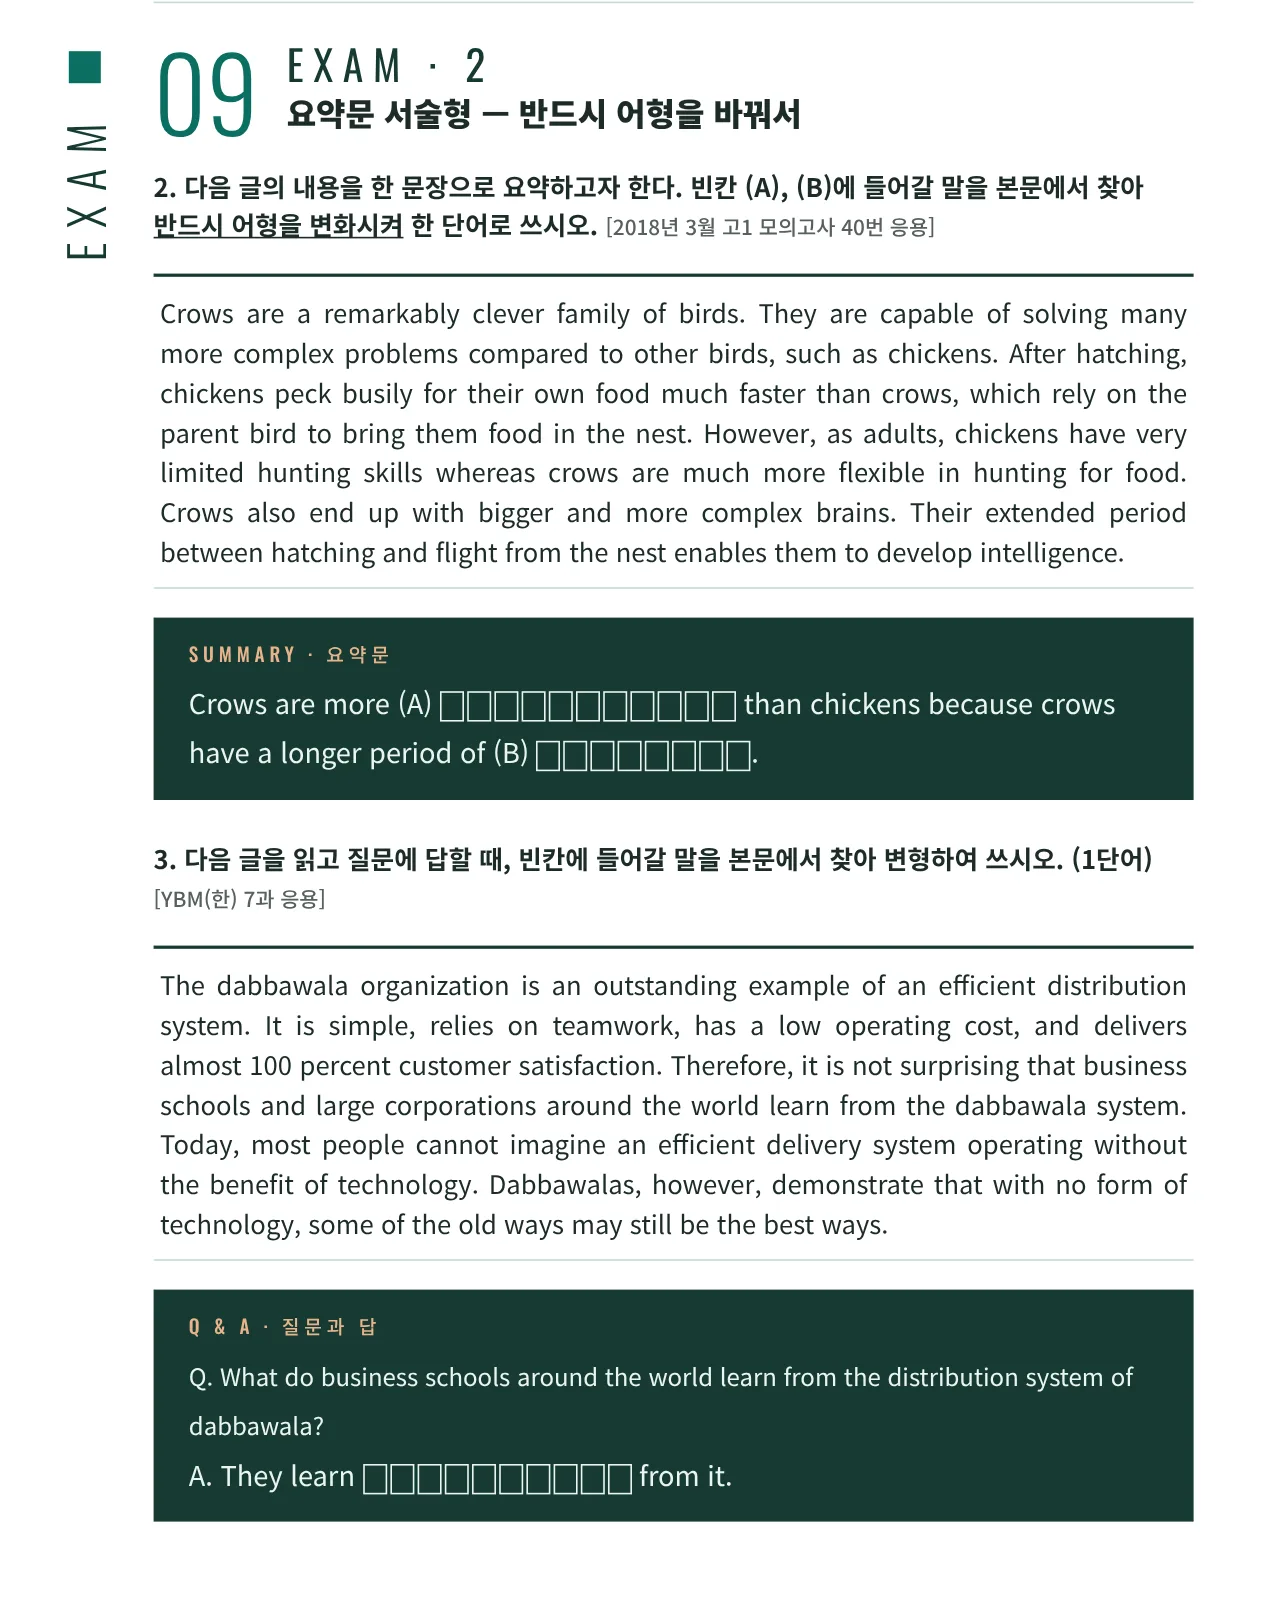 EXAM
09
EXAM · 2
요약문 서술형 — 반드시 어형을 바꿔서
2. 다음 글의 내용을 한 문장으로 요약하고자 한다. 빈칸 (A), (B)에 들어갈 말을 본문에서 찾아
반드시 어형을 변화시켜 한 단어로 쓰시오. [2018년 3월 고1 모의고사 40번 응용]
Crows are a remarkably clever family of birds. They are capable of solving many
more complex problems compared to other birds, such as chickens. After hatching,
chickens peck busily for their own food much faster than crows, which rely on the
parent bird to bring them food in the nest. However, as adults, chickens have very
limited hunting skills whereas crows are much more flexible in hunting for food.
Crows also end up with bigger and more complex brains. Their extended period
between hatching and flight from the nest enables them to develop intelligence.
SUMMARY · 요약문
Crows are more (A) □□□□□□□□□□□ than chickens because crows
have a longer period of (B) □□□□□□□□.
3. 다음 글을 읽고 질문에 답할 때, 빈칸에 들어갈 말을 본문에서 찾아 변형하여 쓰시오. (1단어)
[YBM(한) 7과 응용]
The dabbawala organization is an outstanding example of an efficient distribution
system. It is simple, relies on teamwork, has a low operating cost, and delivers
almost 100 percent customer satisfaction. Therefore, it is not surprising that business
schools and large corporations around the world learn from the dabbawala system.
Today, most people cannot imagine an efficient delivery system operating without
the benefit of technology. Dabbawalas, however, demonstrate that with no form of
technology, some of the old ways may still be the best ways.
Q & A · 질문과 답
Q. What do business schools around the world learn from the distribution system of
dabbawala?
A. They learn □□□□□□□□□□ from it.